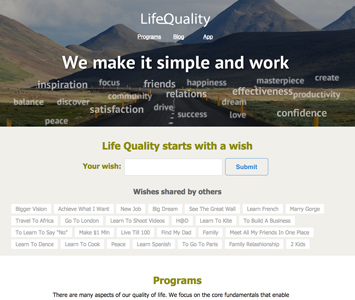 LifeQuality
Programs Blog App
We make it simple and work
inspiration focus friends happiness masterpiece create
balance discover community relations dream effectiveness productivity
satisfaction drive success love confidence
peace
Life Quality starts with a wish
Your wish: Submit
Wishes shared by others
Bigger Vision Achieve What I Want New Job Big Dream See The Great Wall Learn French Marry Gorge
Travel To Africa Go To London Learn To Shoot Videos H@D Learn To Kite To Build A Business
To Learn To Say "No" Make $1 Mln Live Till 100 Find My Dad Family Meet All My Friends In One Place
Learn To Dance Learn To Cook Peace Learn Spanish To Go To Paris Family Relashionship 2 Kids
Programs
There are many aspects of our quality of life. We focus on the core fundamentals that enable